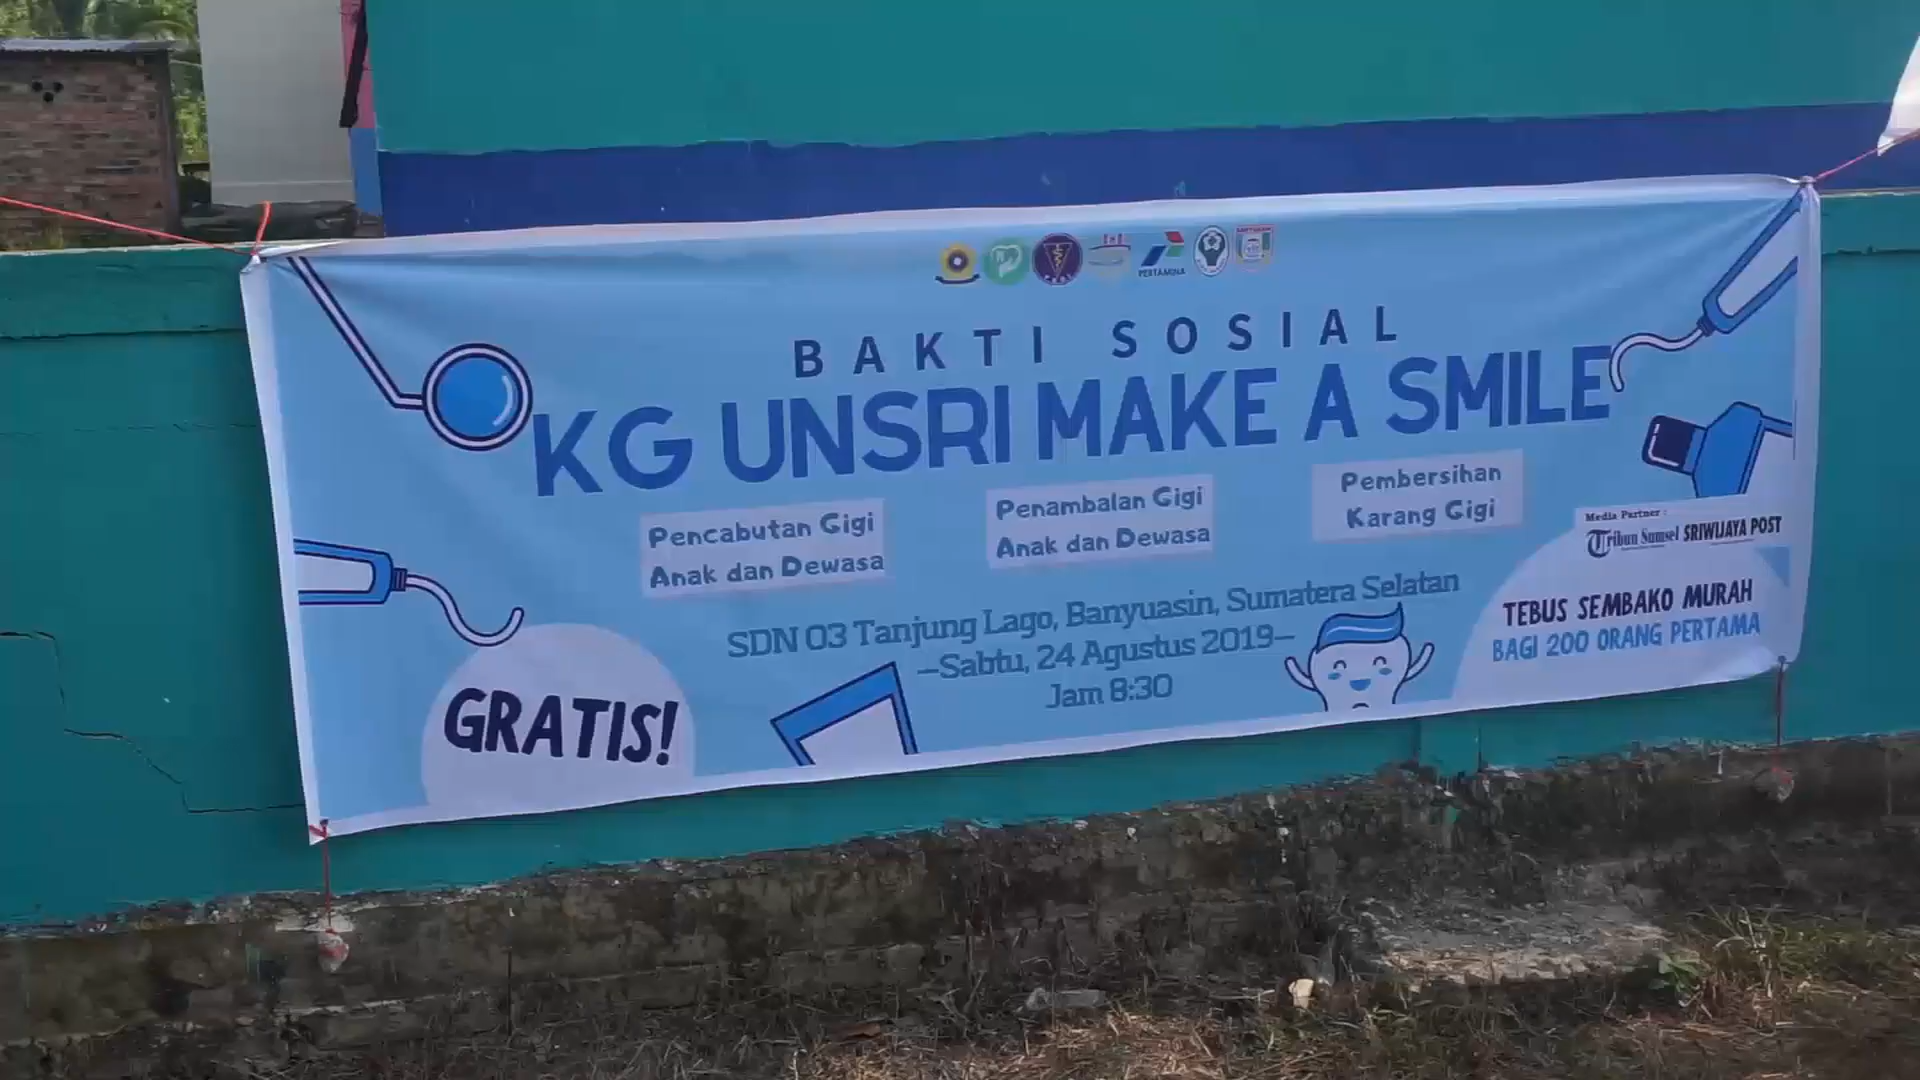 PERTAMINA
BAKTI SOSIAL
KG UNSRI MAKE A SMILE
Pencabutan Gigi
Anak dan Dewasa
Penambalan Gigi
Anak dan Dewasa
Pembersihan
Karang Gigi
Media Partner :
Tribun Sumsel SRIWIJAYA POST
SDN 03 Tanjung Lago, Banyuasin, Sumatera Selatan
—Sabtu, 24 Agustus 2019—
Jam 8:30
GRATIS!
TEBUS SEMBAKO MURAH
BAGI 200 ORANG PERTAMA